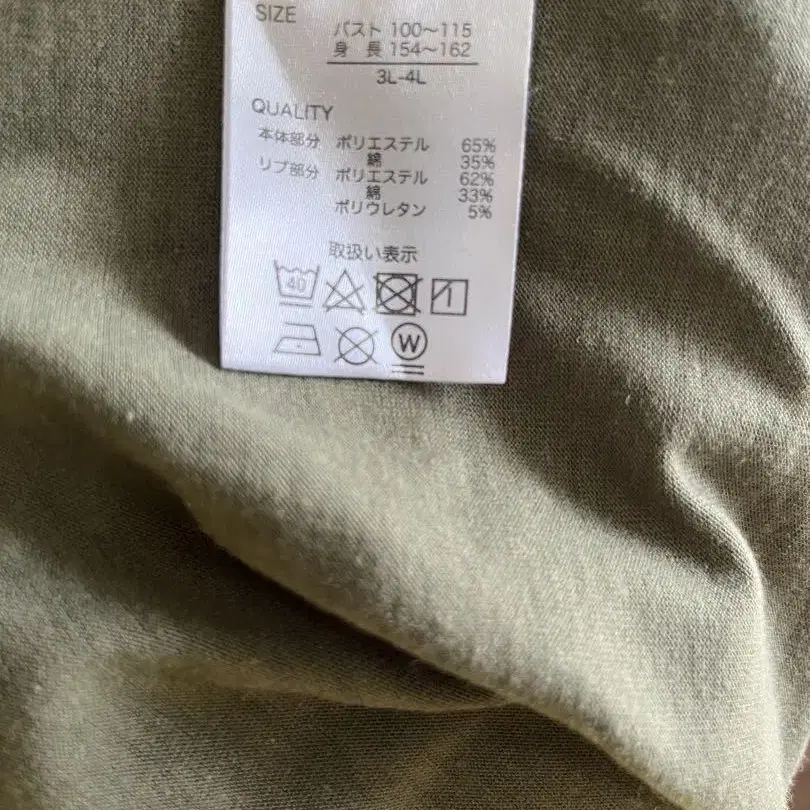 SIZE
バスト 100～115
身 長 154～162
3L-4L
QUALITY
本体部分 ポリエステル 65%
綿 35%
リブ部分 ポリエステル 62%
綿 33%
ポリウレタン 5%
取扱い表示
40
W